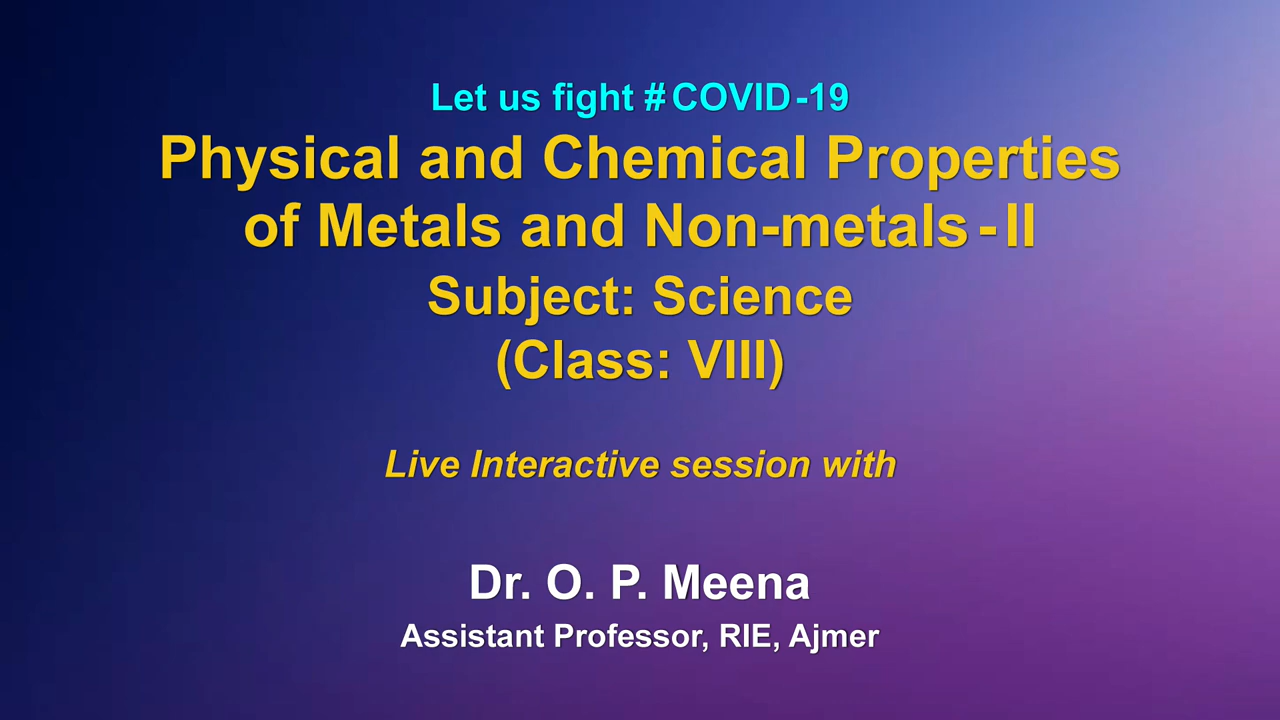 Let us fight #COVID-19
Physical and Chemical Properties
of Metals and Non-metals - II
Subject: Science
(Class: VIII)
Live Interactive session with
Dr. O. P. Meena
Assistant Professor, RIE, Ajmer